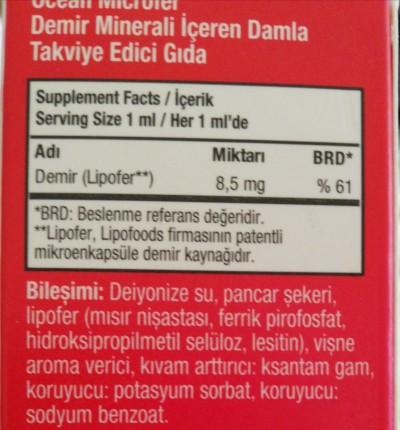 Ocean Microfer
Demir Minerali İçeren Damla
Takviye Edici Gıda
Supplement Facts / İçerik
Serving Size 1 ml / Her 1 ml'de
Adı Miktarı BRD*
Demir (Lipofer**) 8,5 mg % 61
*BRD: Beslenme referans değeridir.
**Lipofer, Lipofoods firmasının patentli
mikroenkapsüle demir kaynağıdır.
Bileşimi: Deiyonize su, pancar şekeri,
lipofer (mısır nişastası, ferrik pirofosfat,
hidroksipropilmetil selüloz, lesitin), vişne
aroma verici, kıvam arttırıcı: ksantam gam,
koruyucu: potasyum sorbat, koruyucu:
sodyum benzoat.